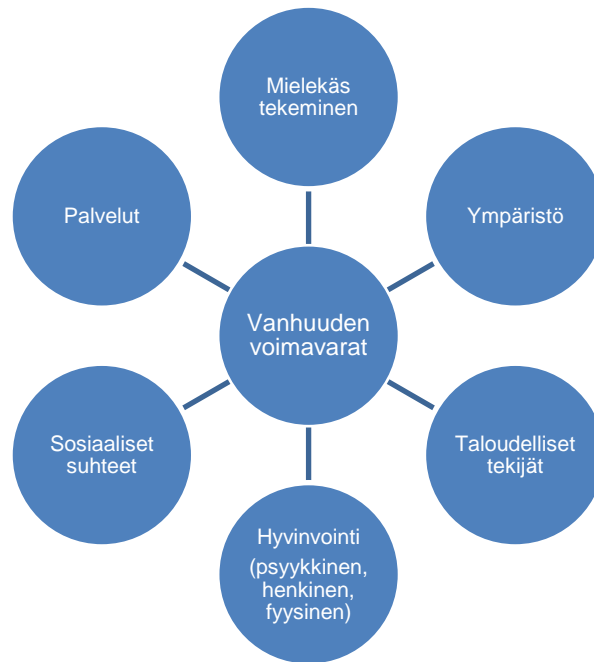 Mielekäs
tekeminen
Palvelut
Ympäristö
Vanhuuden
voimavarat
Sosiaaliset
suhteet
Taloudelliset
tekijät
Hyvinvointi
(psyykkinen,
henkinen,
fyysinen)